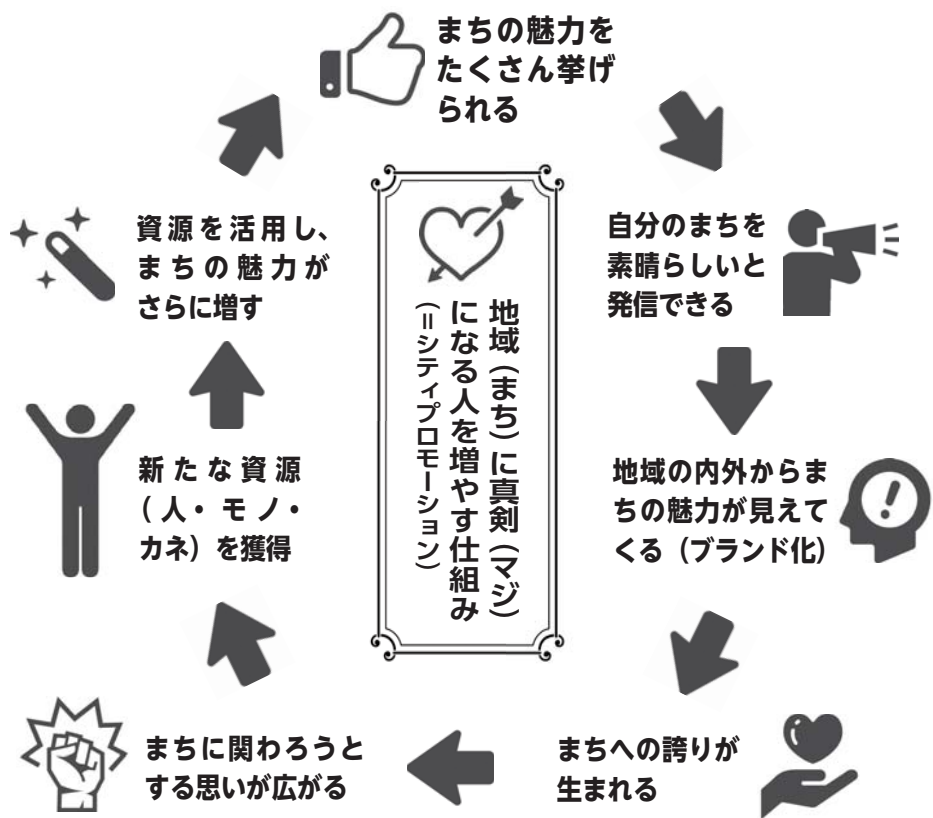 まちの魅力を
たくさん挙げ
られる
自分のまちを
素晴らしいと
発信できる
地域の内外からま
ちの魅力が見えて
くる（ブランド化）
まちへの誇りが
生まれる
まちに関わろうと
する思いが広がる
新たな資源
（人・モノ・
カネ）を獲得
資源を活用し、
まちの魅力が
さらに増す
地域（まち）に真剣（マジ）
になる人を増やす仕組み
（＝シティプロモーション）